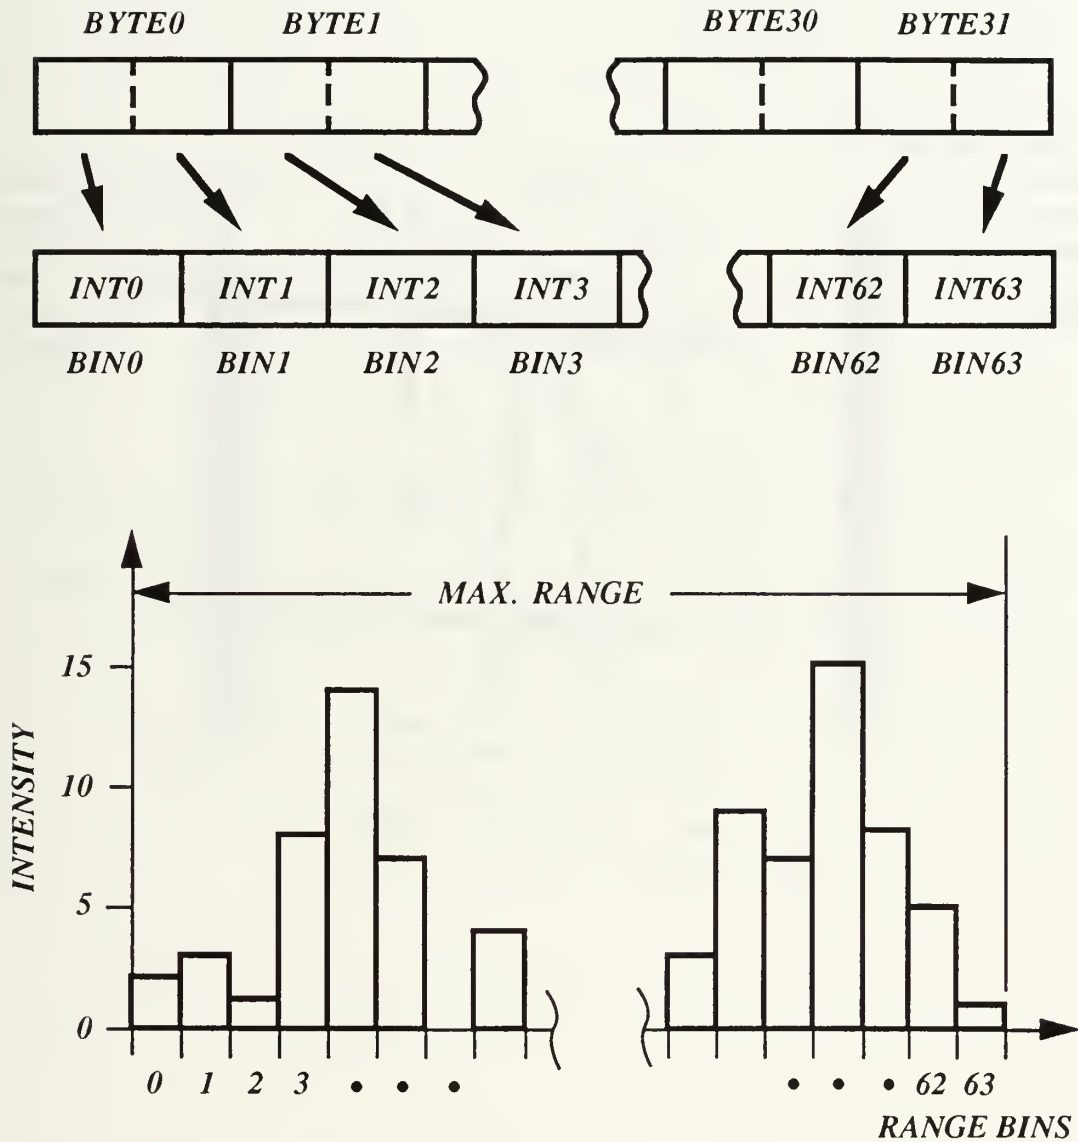 BYTE0 BYTE1 BYTE30 BYTE31
INT0 INT1 INT2 INT3 INT62 INT63
BIN0 BIN1 BIN2 BIN3 BIN62 BIN63
MAX. RANGE
INTENSITY
15
10
5
0
0 1 2 3 • • • • • • 62 63
RANGE BINS